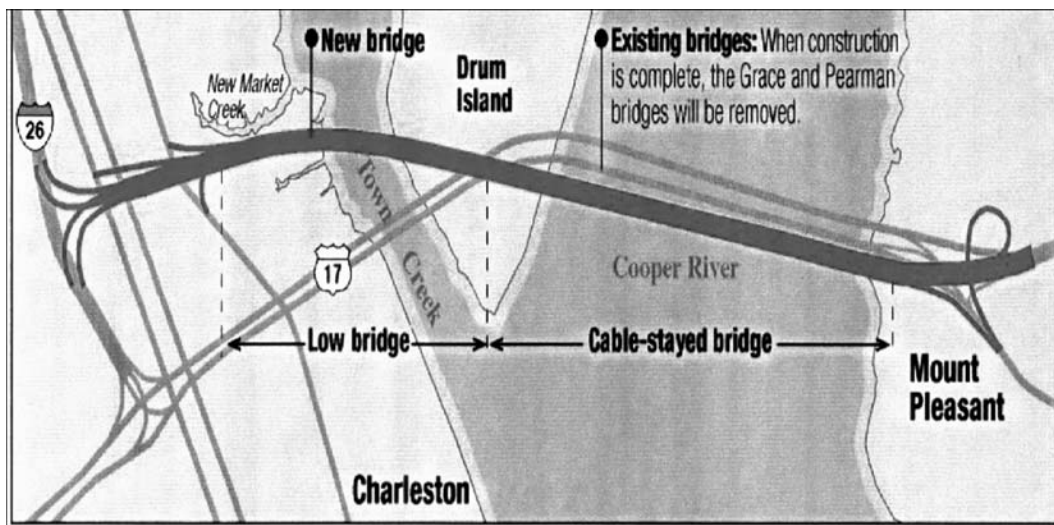 New bridge
Existing bridges: When construction
is complete, the Grace and Pearman
bridges will be removed.
Drum
Island
New Market
Creek
26
Town
Creek
17
Cooper River
Low bridge
Cable-stayed bridge
Mount
Pleasant
Charleston